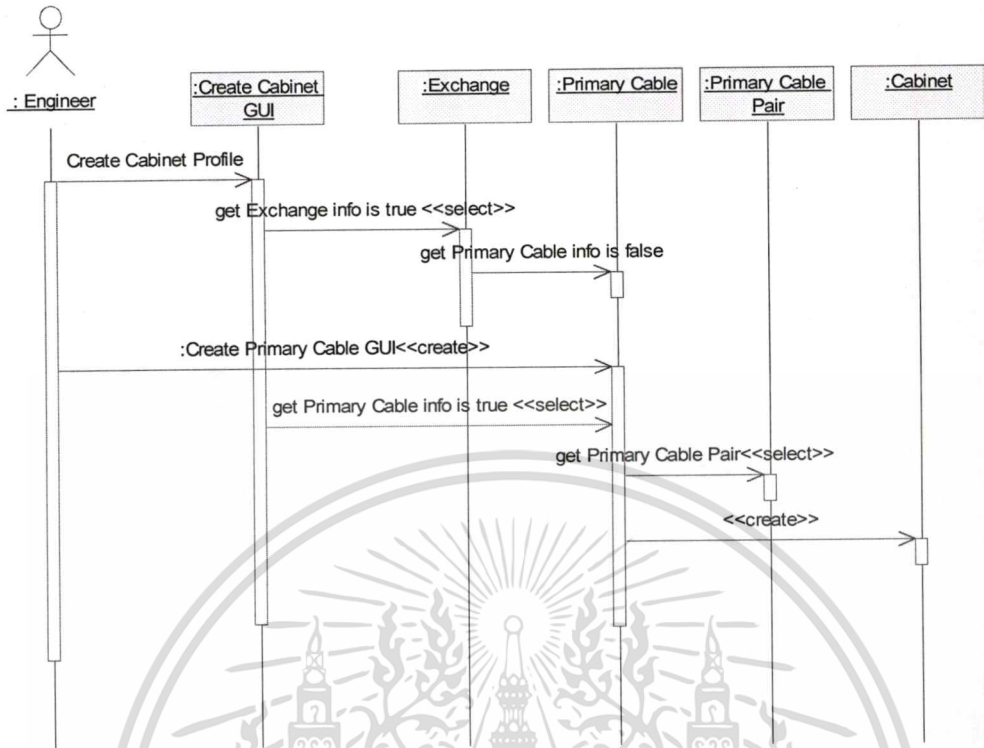 : Engineer
:Create Cabinet
GUI
:Exchange
:Primary Cable
:Primary Cable
Pair
:Cabinet
Create Cabinet Profile
get Exchange info is true <<select>>
get Primary Cable info is false
:Create Primary Cable GUI<<create>>
get Primary Cable info is true <<select>>
get Primary Cable Pair<<select>>
<<create>>